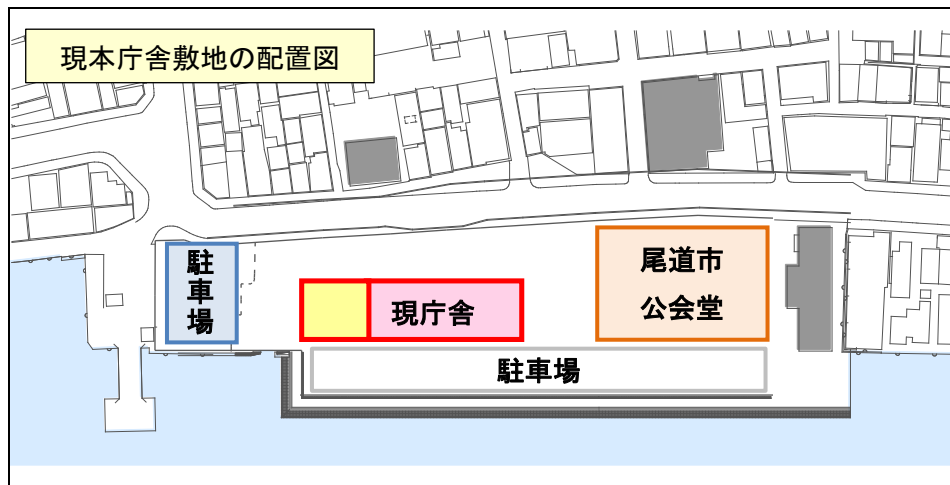 現本庁舎敷地の配置図
駐車場
現庁舎
尾道市
公会堂
駐車場